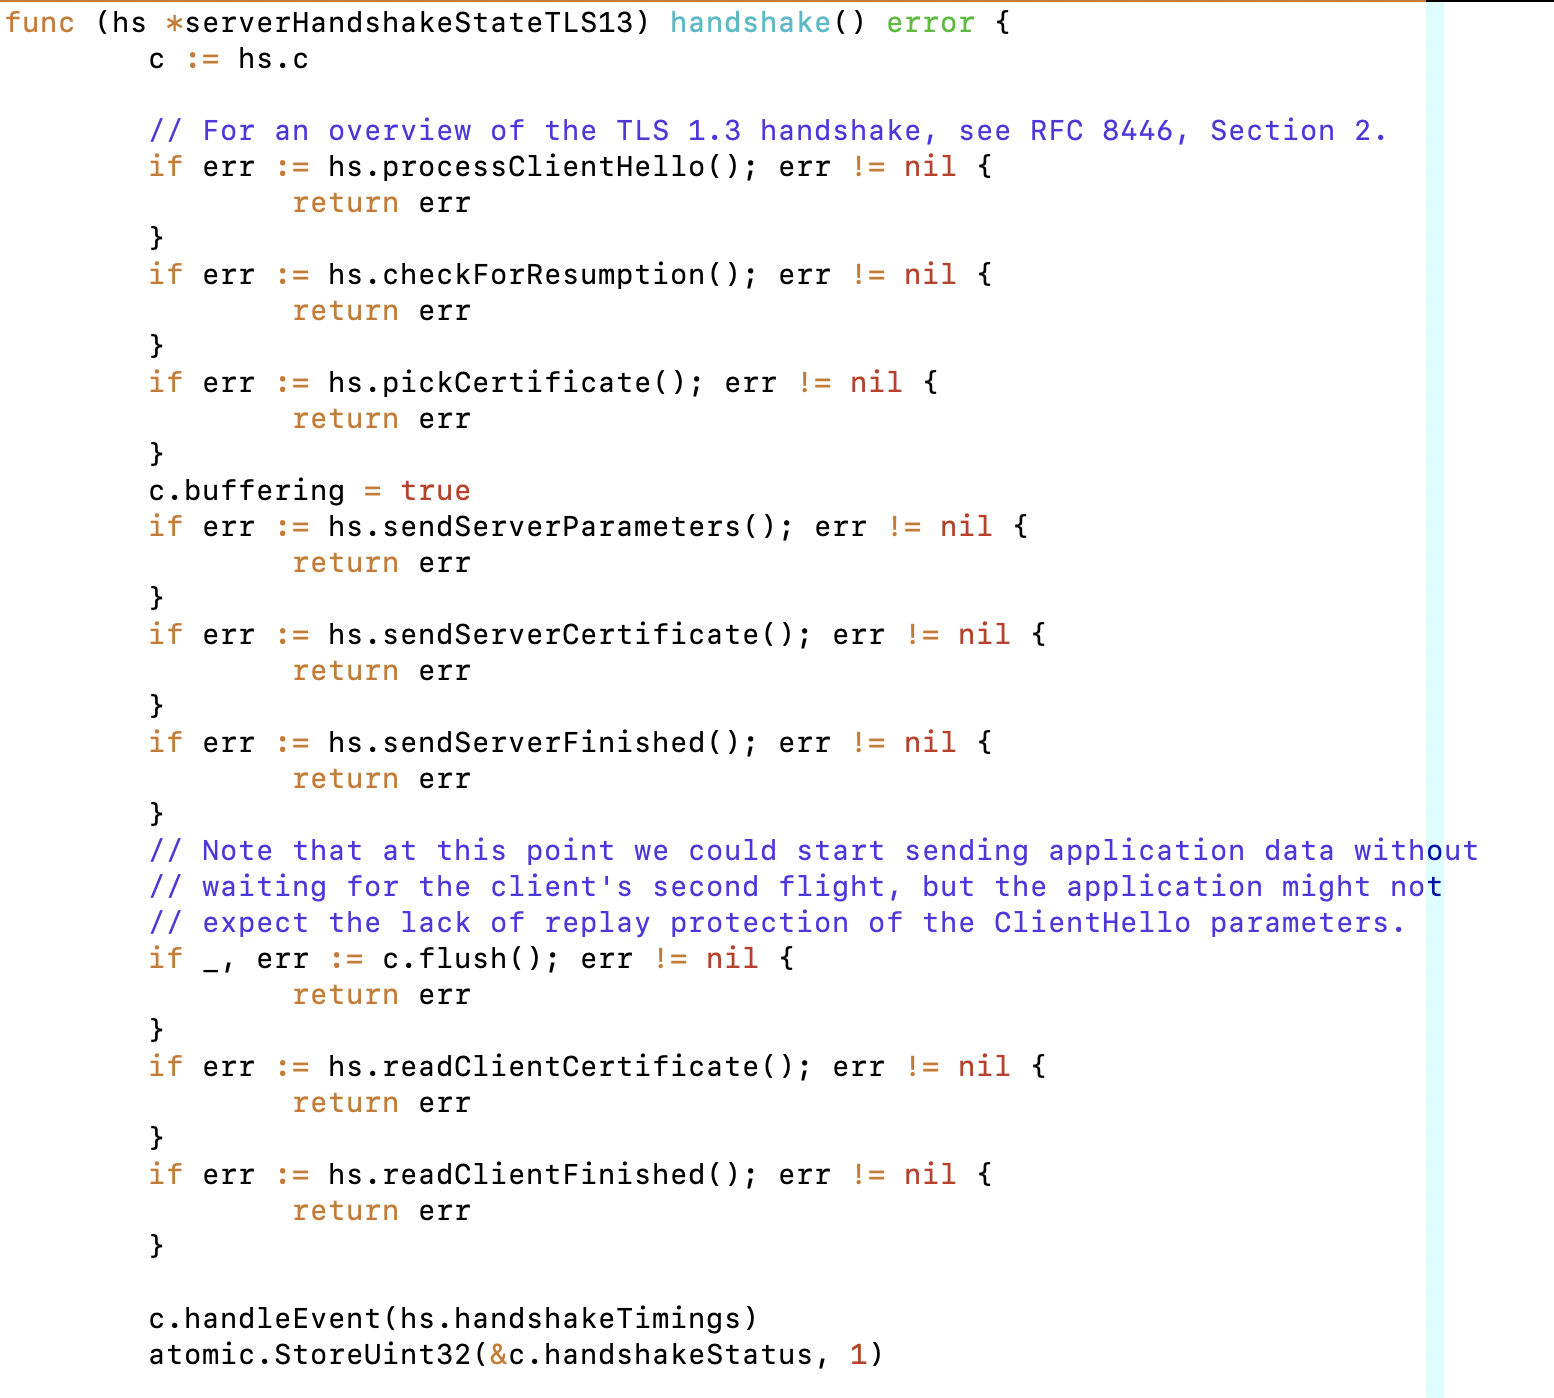 func (hs *serverHandshakeStateTLS13) handshake() error {
        c := hs.c

        // For an overview of the TLS 1.3 handshake, see RFC 8446, Section 2.
        if err := hs.processClientHello(); err != nil {
                return err
        }
        if err := hs.checkForResumption(); err != nil {
                return err
        }
        if err := hs.pickCertificate(); err != nil {
                return err
        }
        c.buffering = true
        if err := hs.sendServerParameters(); err != nil {
                return err
        }
        if err := hs.sendServerCertificate(); err != nil {
                return err
        }
        if err := hs.sendServerFinished(); err != nil {
                return err
        }
        // Note that at this point we could start sending application data without
        // waiting for the client's second flight, but the application might not
        // expect the lack of replay protection of the ClientHello parameters.
        if _, err := c.flush(); err != nil {
                return err
        }
        if err := hs.readClientCertificate(); err != nil {
                return err
        }
        if err := hs.readClientFinished(); err != nil {
                return err
        }

        c.handleEvent(hs.handshakeTimings)
        atomic.StoreUint32(&c.handshakeStatus, 1)